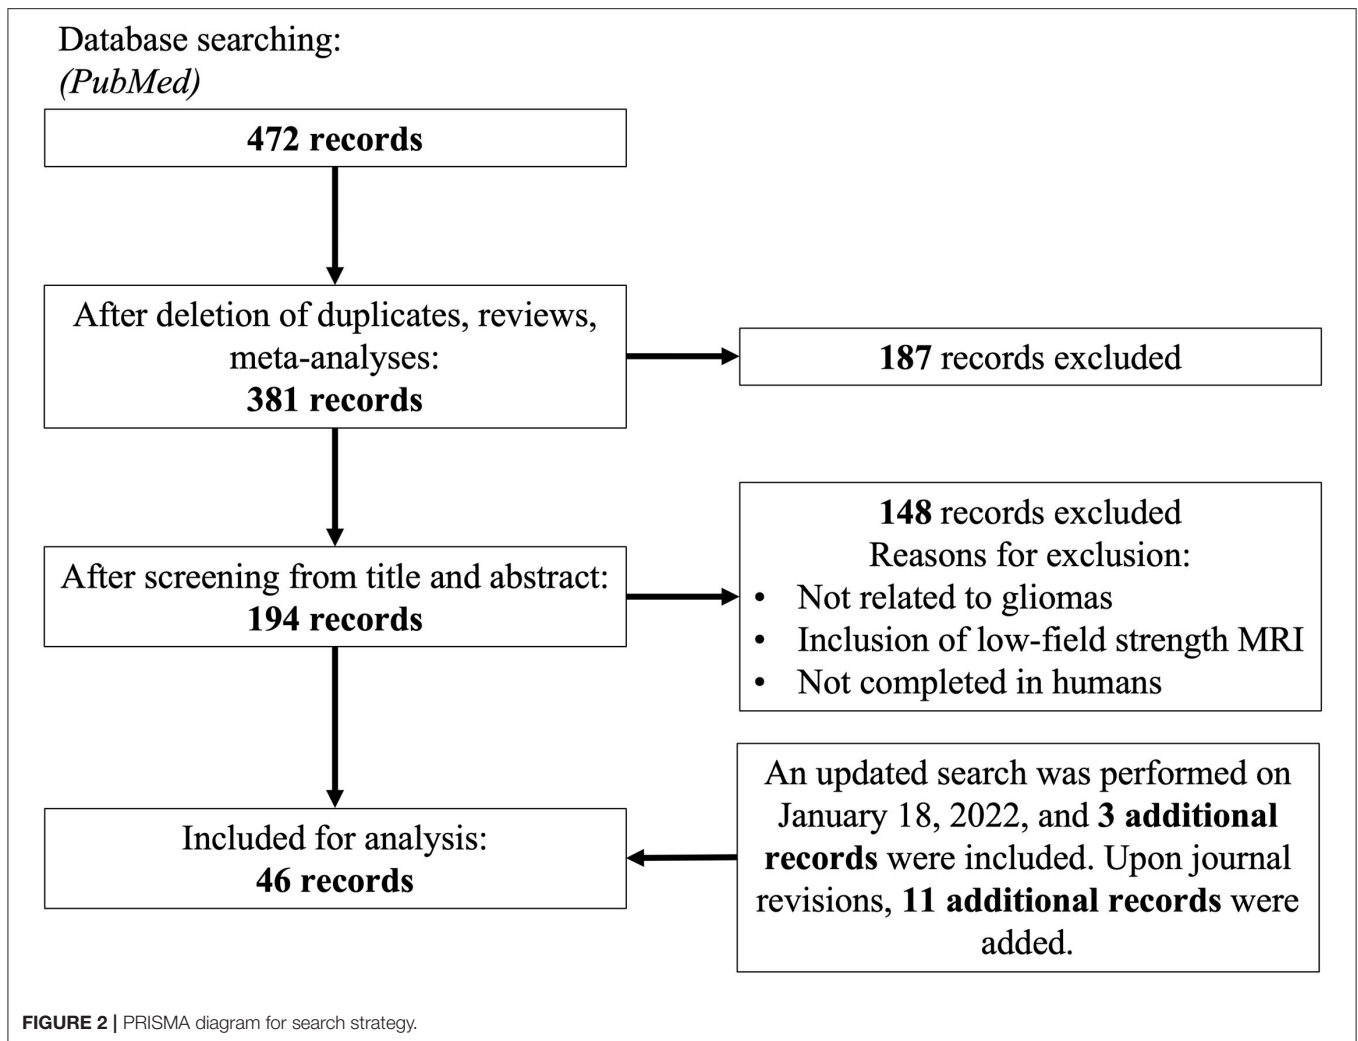 Database searching:
(PubMed)
472 records
After deletion of duplicates, reviews,
meta-analyses:
381 records
187 records excluded
After screening from title and abstract:
194 records
148 records excluded
Reasons for exclusion:
• Not related to gliomas
• Inclusion of low-field strength MRI
• Not completed in humans
Included for analysis:
46 records
An updated search was performed on
January 18, 2022, and 3 additional
records were included. Upon journal
revisions, 11 additional records were
added.
FIGURE 2 | PRISMA diagram for search strategy.